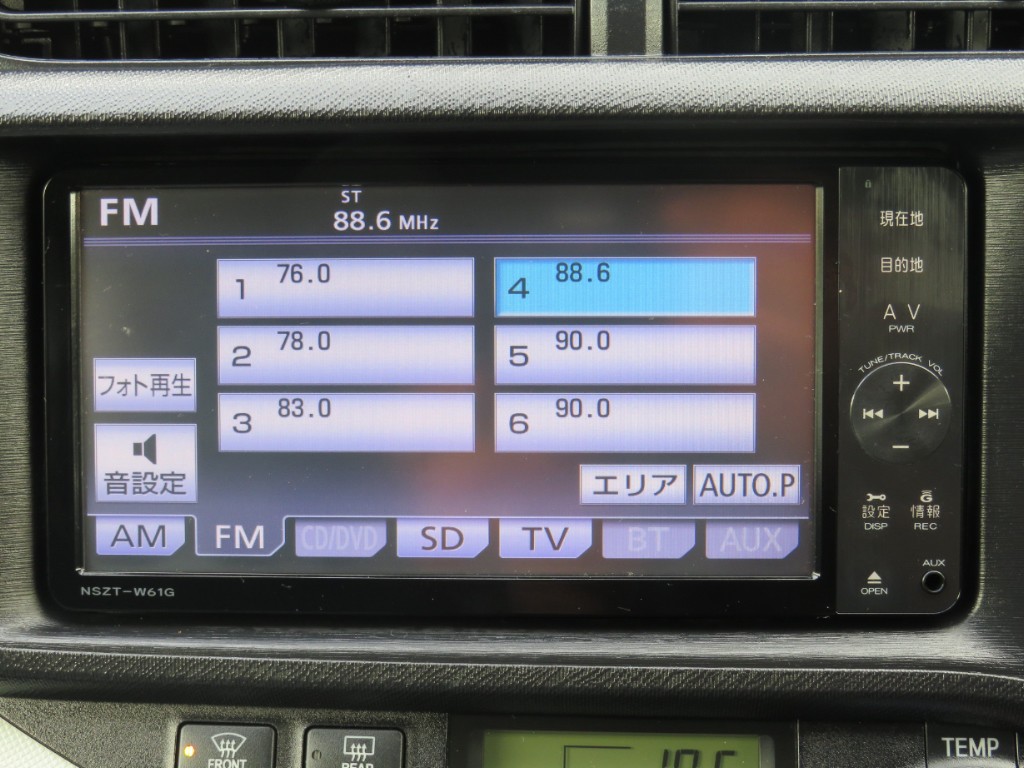 FM
ST
88.6 MHz
1 76.0
4 88.6
2 78.0
5 90.0
3 83.0
6 90.0
フォト再生
音設定
エリア
AUTO.P
AM
FM
CD/DVD
SD
TV
BT
AUX
NSZT-W61G
現在地
目的地
AV
PWR
TUNE/TRACK VOL
設定
DISP
情報
REC
AUX
OPEN
FRONT
REAR
TEMP